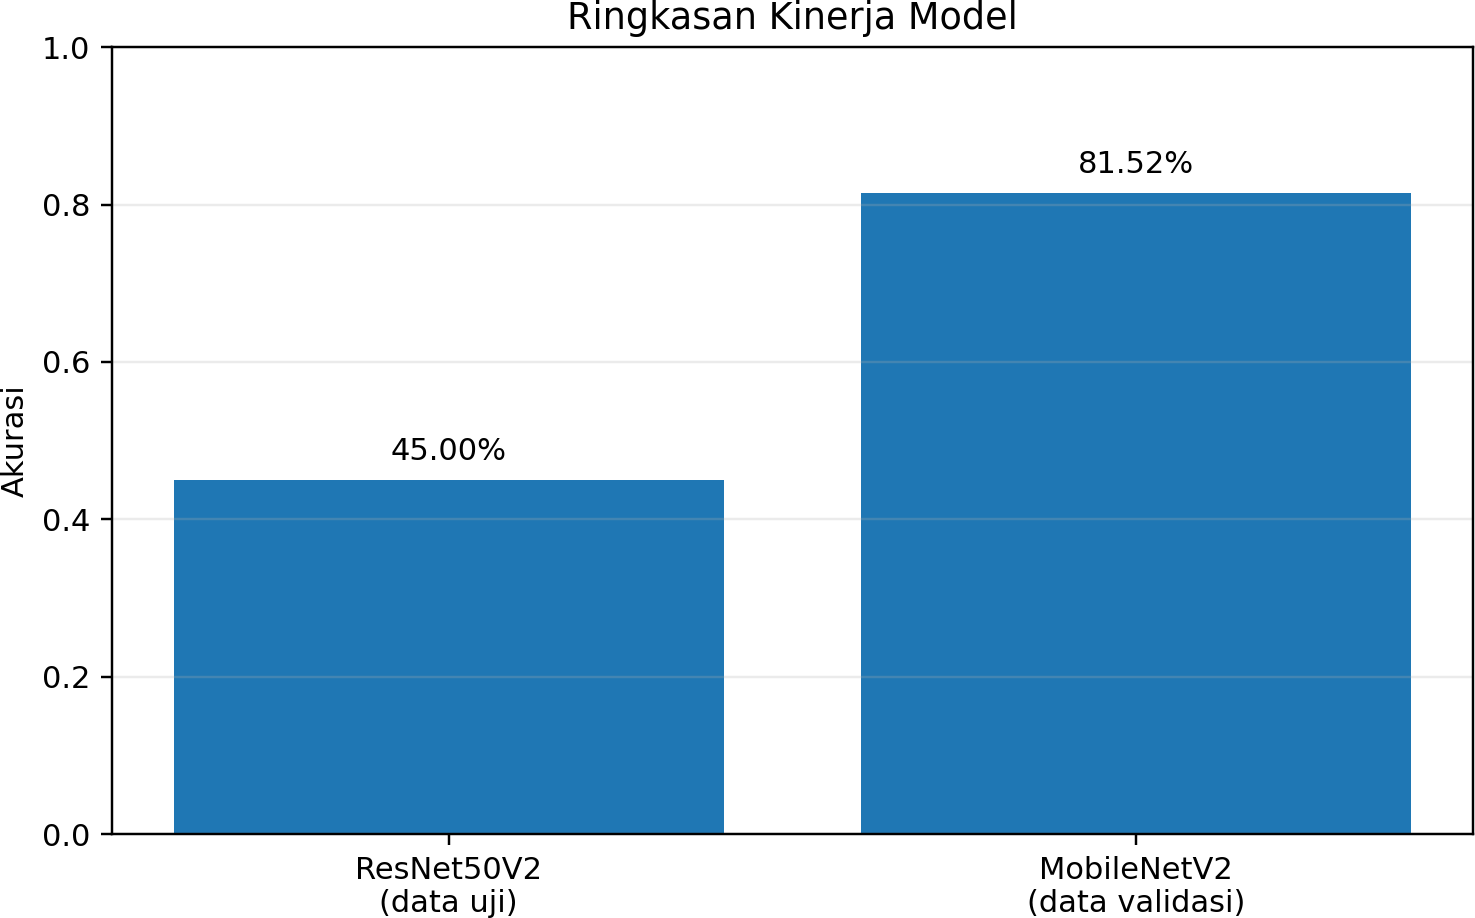 Ringkasan Kinerja Model
Akurasi
1.0
0.8
0.6
0.4
0.2
0.0
45.00%
81.52%
ResNet50V2
(data uji)
MobileNetV2
(data validasi)